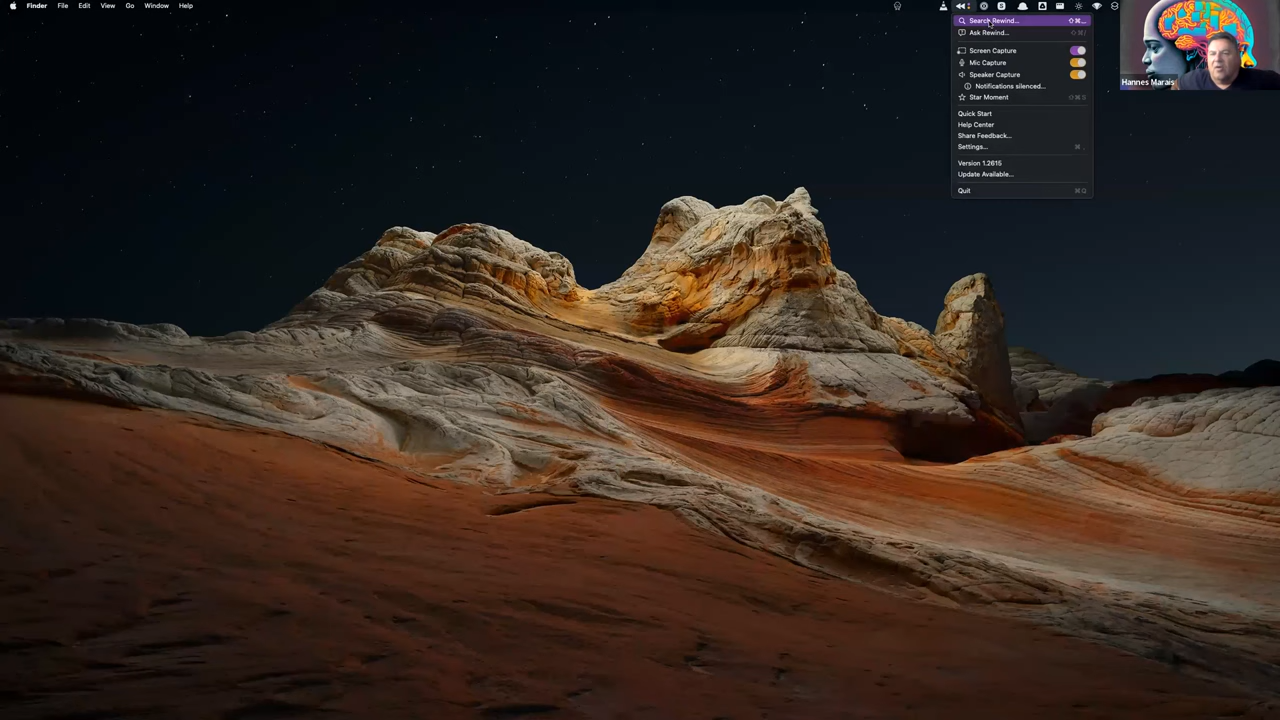 Finder File Edit View Go Window Help
Search Rewind...
Ask Rewind...
Screen Capture
Mic Capture
Speaker Capture
Notifications silenced...
Star Moment ⇧⌘S
Quick Start
Help Center
Share Feedback...
Settings... ⌘,
Version 1.2615
Update Available...
Quit ⌘Q
Hannes Marais